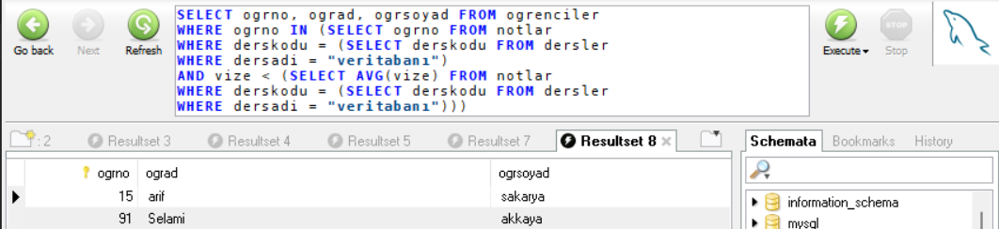 Go back
Next
Refresh
SELECT ogrno, ograd, ogrsoyad FROM ogrenciler
WHERE ogrno IN (SELECT ogrno FROM notlar
WHERE derskodu = (SELECT derskodu FROM dersler
WHERE dersadi = "veritabanı")
AND vize < (SELECT AVG(vize) FROM notlar
WHERE derskodu = (SELECT derskodu FROM dersler
WHERE dersadi = "veritabanı")))
Execute
STOP
Stop
: 2
Resultset 3
Resultset 4
Resultset 5
Resultset 7
Resultset 8
Schemata
Bookmarks
History
ogrno ograd ogrsoyad
15 arif sakarya
91 Selami akkaya
information_schema
mysql